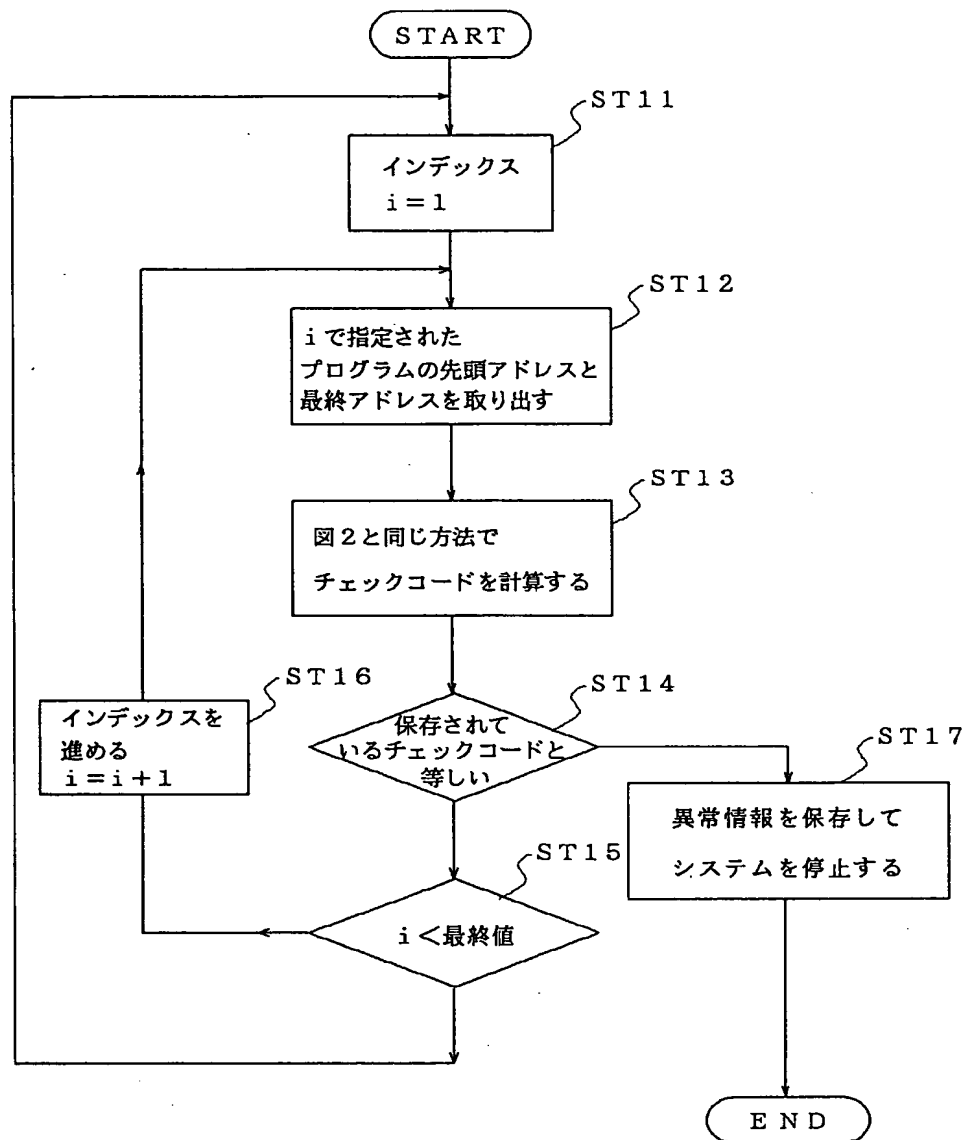 START
ST11
インデックス
i=1
ST12
iで指定された
プログラムの先頭アドレスと
最終アドレスを取り出す
ST13
図2と同じ方法で
チェックコードを計算する
ST16
インデックスを
進める
i=i+1
ST14
保存されて
いるチェックコードと
等しい
ST17
異常情報を保存して
システムを停止する
ST15
i<最終値
END